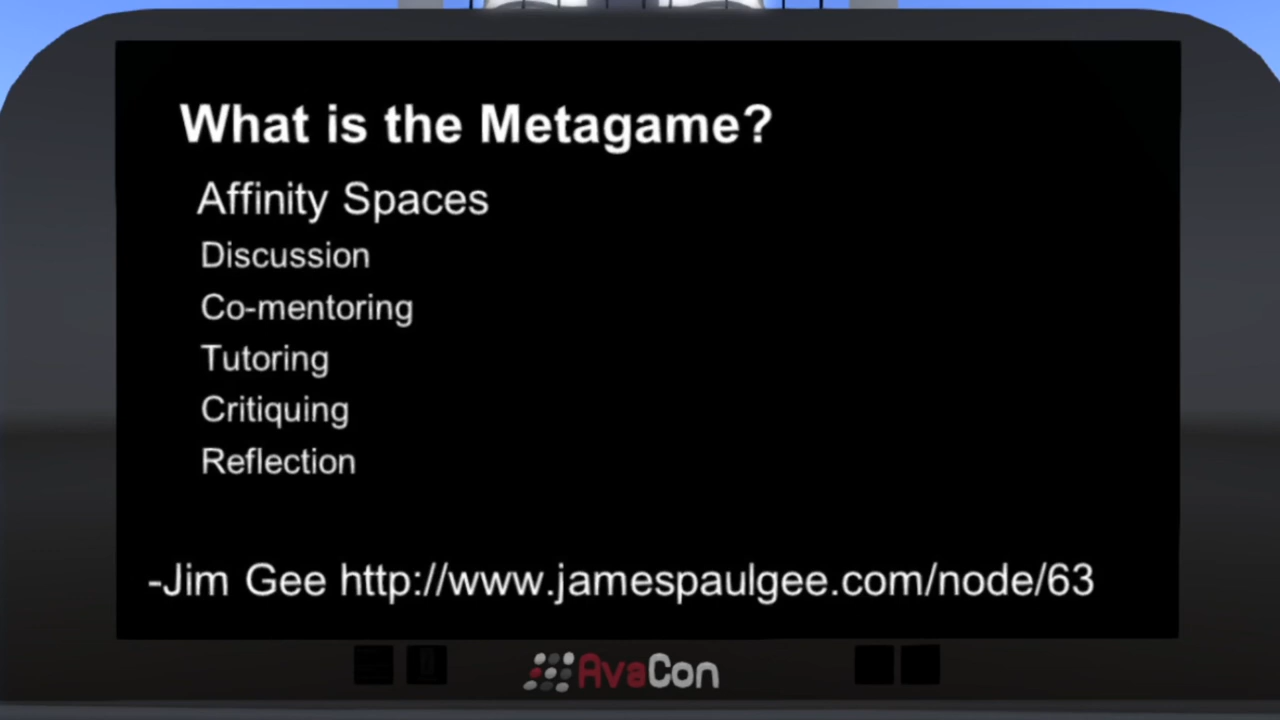 What is the Metagame?
Affinity Spaces
Discussion
Co-mentoring
Tutoring
Critiquing
Reflection
-Jim Gee http://www.jamespaulgee.com/node/63
AvaCon